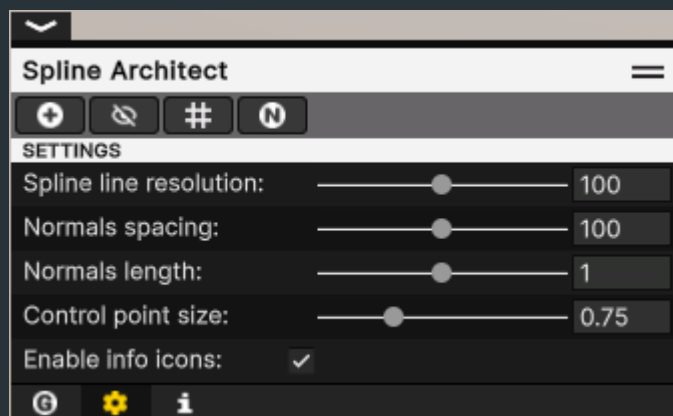 Spline Architect
N
SETTINGS
Spline line resolution: 100
Normals spacing: 100
Normals length: 1
Control point size: 0.75
Enable info icons:
G i